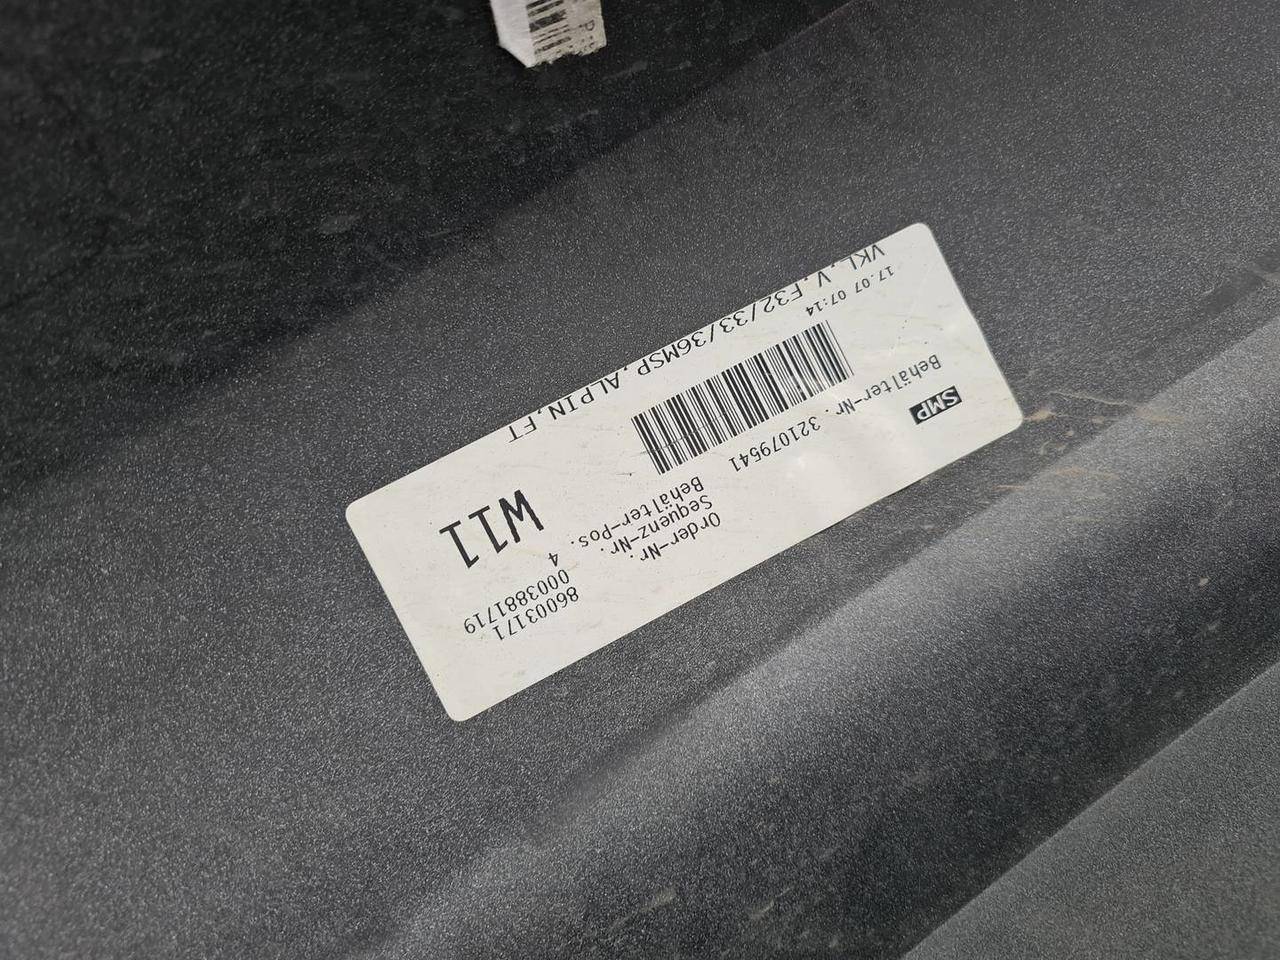 SMP
Behälter-Nr. 321079541
Order-Nr. 86003171
Sequenz-Nr. 0003881719
Behälter-Pos. 4
W11
17.07 07:14
VKL.V.F32/33/36MSP,ALPIN,FT